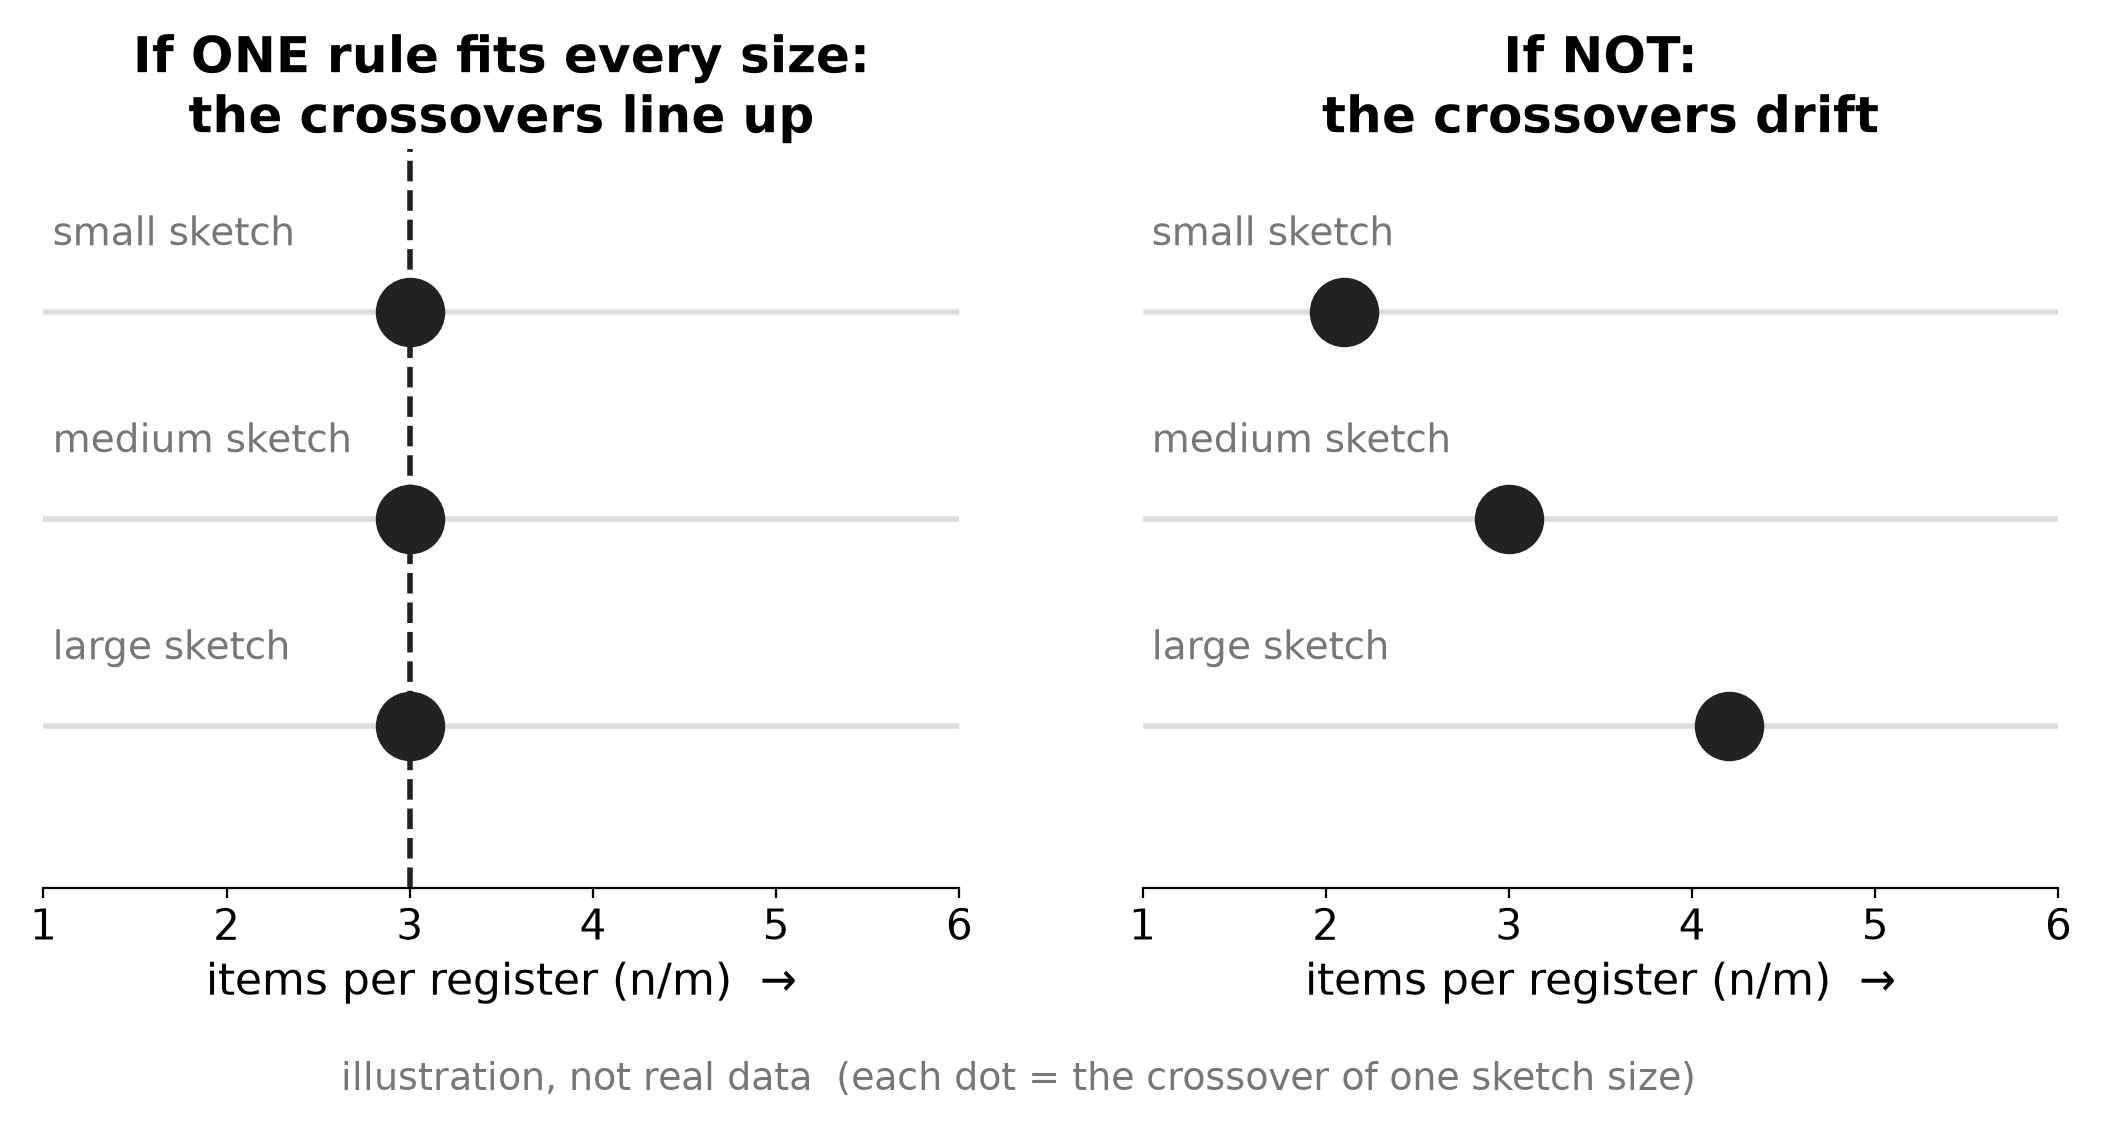 If ONE rule fits every size:
the crossovers line up
small sketch
medium sketch
large sketch
1 2 3 4 5 6
items per register (n/m) →
If NOT:
the crossovers drift
small sketch
medium sketch
large sketch
1 2 3 4 5 6
items per register (n/m) →
illustration, not real data (each dot = the crossover of one sketch size)